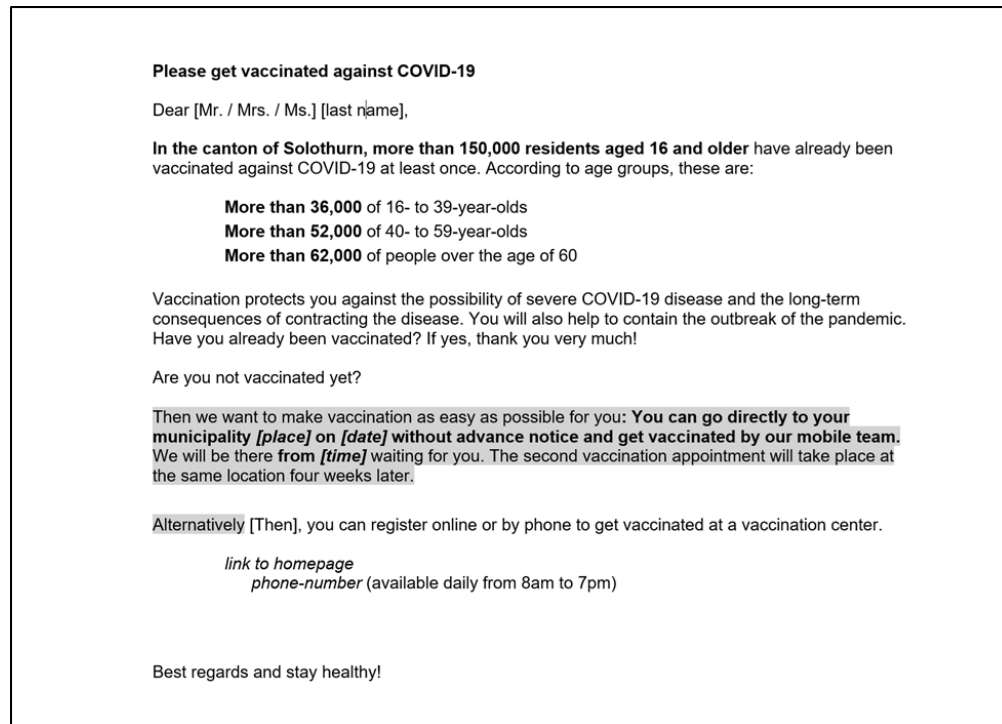 Please get vaccinated against COVID-19
Dear [Mr. / Mrs. / Ms.] [last name],
In the canton of Solothurn, more than 150,000 residents aged 16 and older have already been
vaccinated against COVID-19 at least once. According to age groups, these are:
More than 36,000 of 16- to 39-year-olds
More than 52,000 of 40- to 59-year-olds
More than 62,000 of people over the age of 60
Vaccination protects you against the possibility of severe COVID-19 disease and the long-term
consequences of contracting the disease. You will also help to contain the outbreak of the pandemic.
Have you already been vaccinated? If yes, thank you very much!
Are you not vaccinated yet?
Then we want to make vaccination as easy as possible for you: You can go directly to your
municipality [place] on [date] without advance notice and get vaccinated by our mobile team.
We will be there from [time] waiting for you. The second vaccination appointment will take place at
the same location four weeks later.
Alternatively [Then], you can register online or by phone to get vaccinated at a vaccination center.
link to homepage
phone-number (available daily from 8am to 7pm)
Best regards and stay healthy!